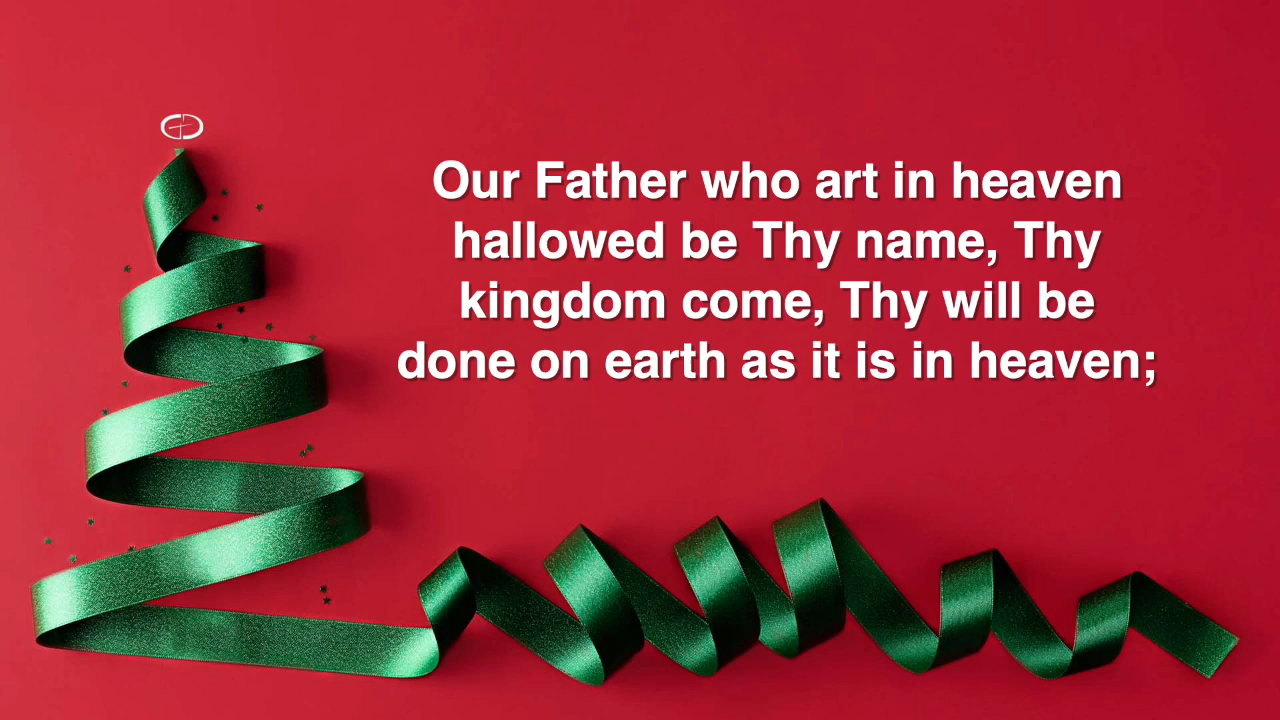 Our Father who art in heaven
hallowed be Thy name, Thy
kingdom come, Thy will be
done on earth as it is in heaven;